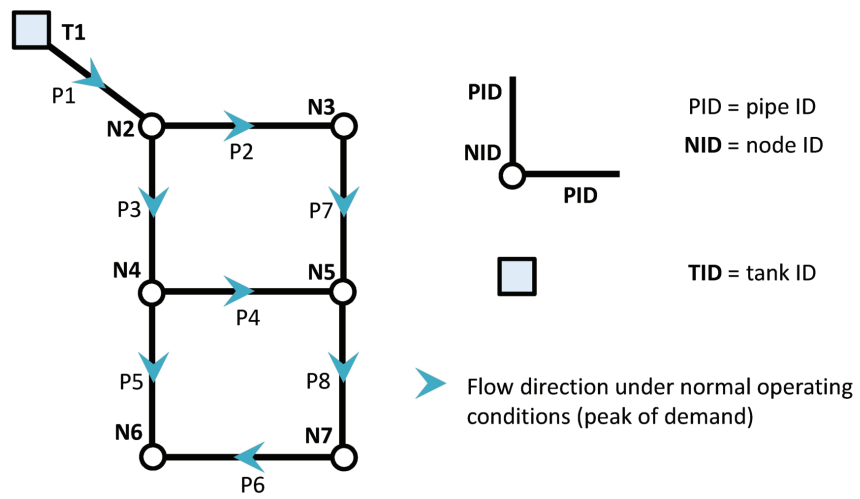 T1
P1
N2
N3
P2
P3
P7
N4
N5
P4
P5
P8
N6
N7
P6
PID
NID
PID
PID = pipe ID
NID = node ID
TID = tank ID
Flow direction under normal operating
conditions (peak of demand)